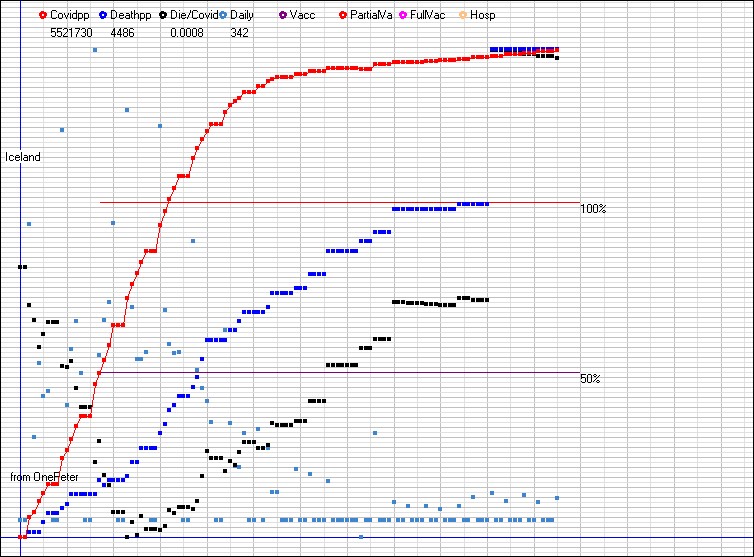 Covidpp Deathpp Die/Covid Daily Vacc PartialVa FullVac Hosp
5521730 4486 0.0008 342
Iceland
100%
50%
from OnePeter